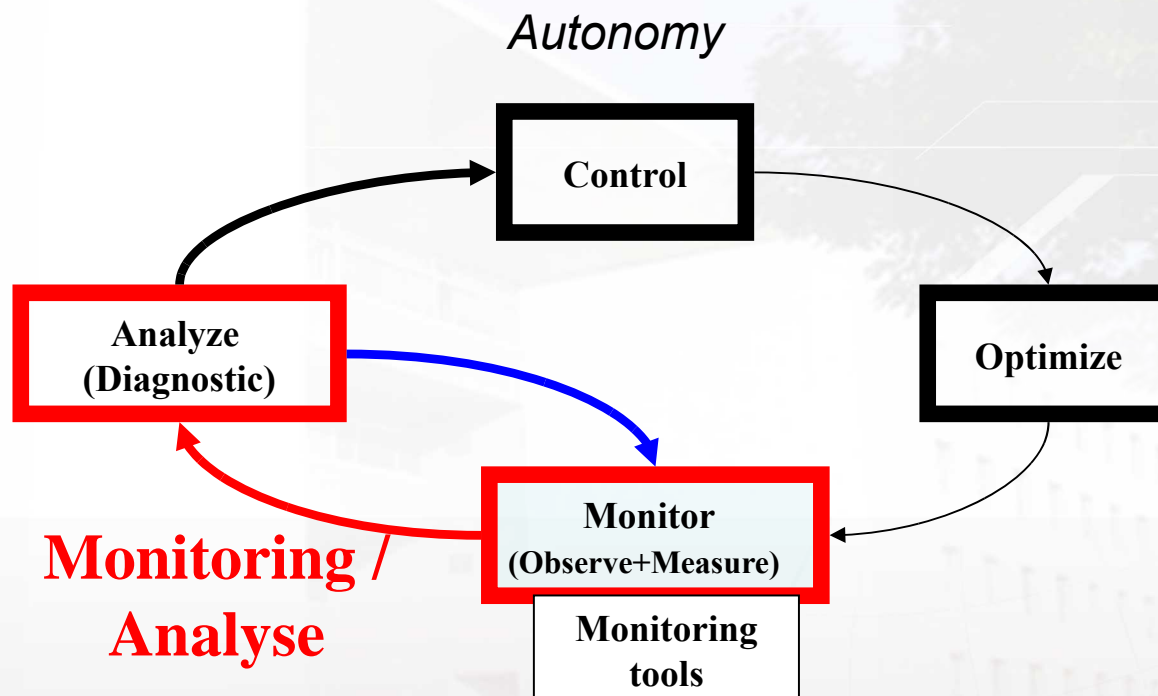 Autonomy
Control
Analyze
(Diagnostic)
Optimize
Monitor
(Observe+Measure)
Monitoring /
Analyse
Monitoring
tools